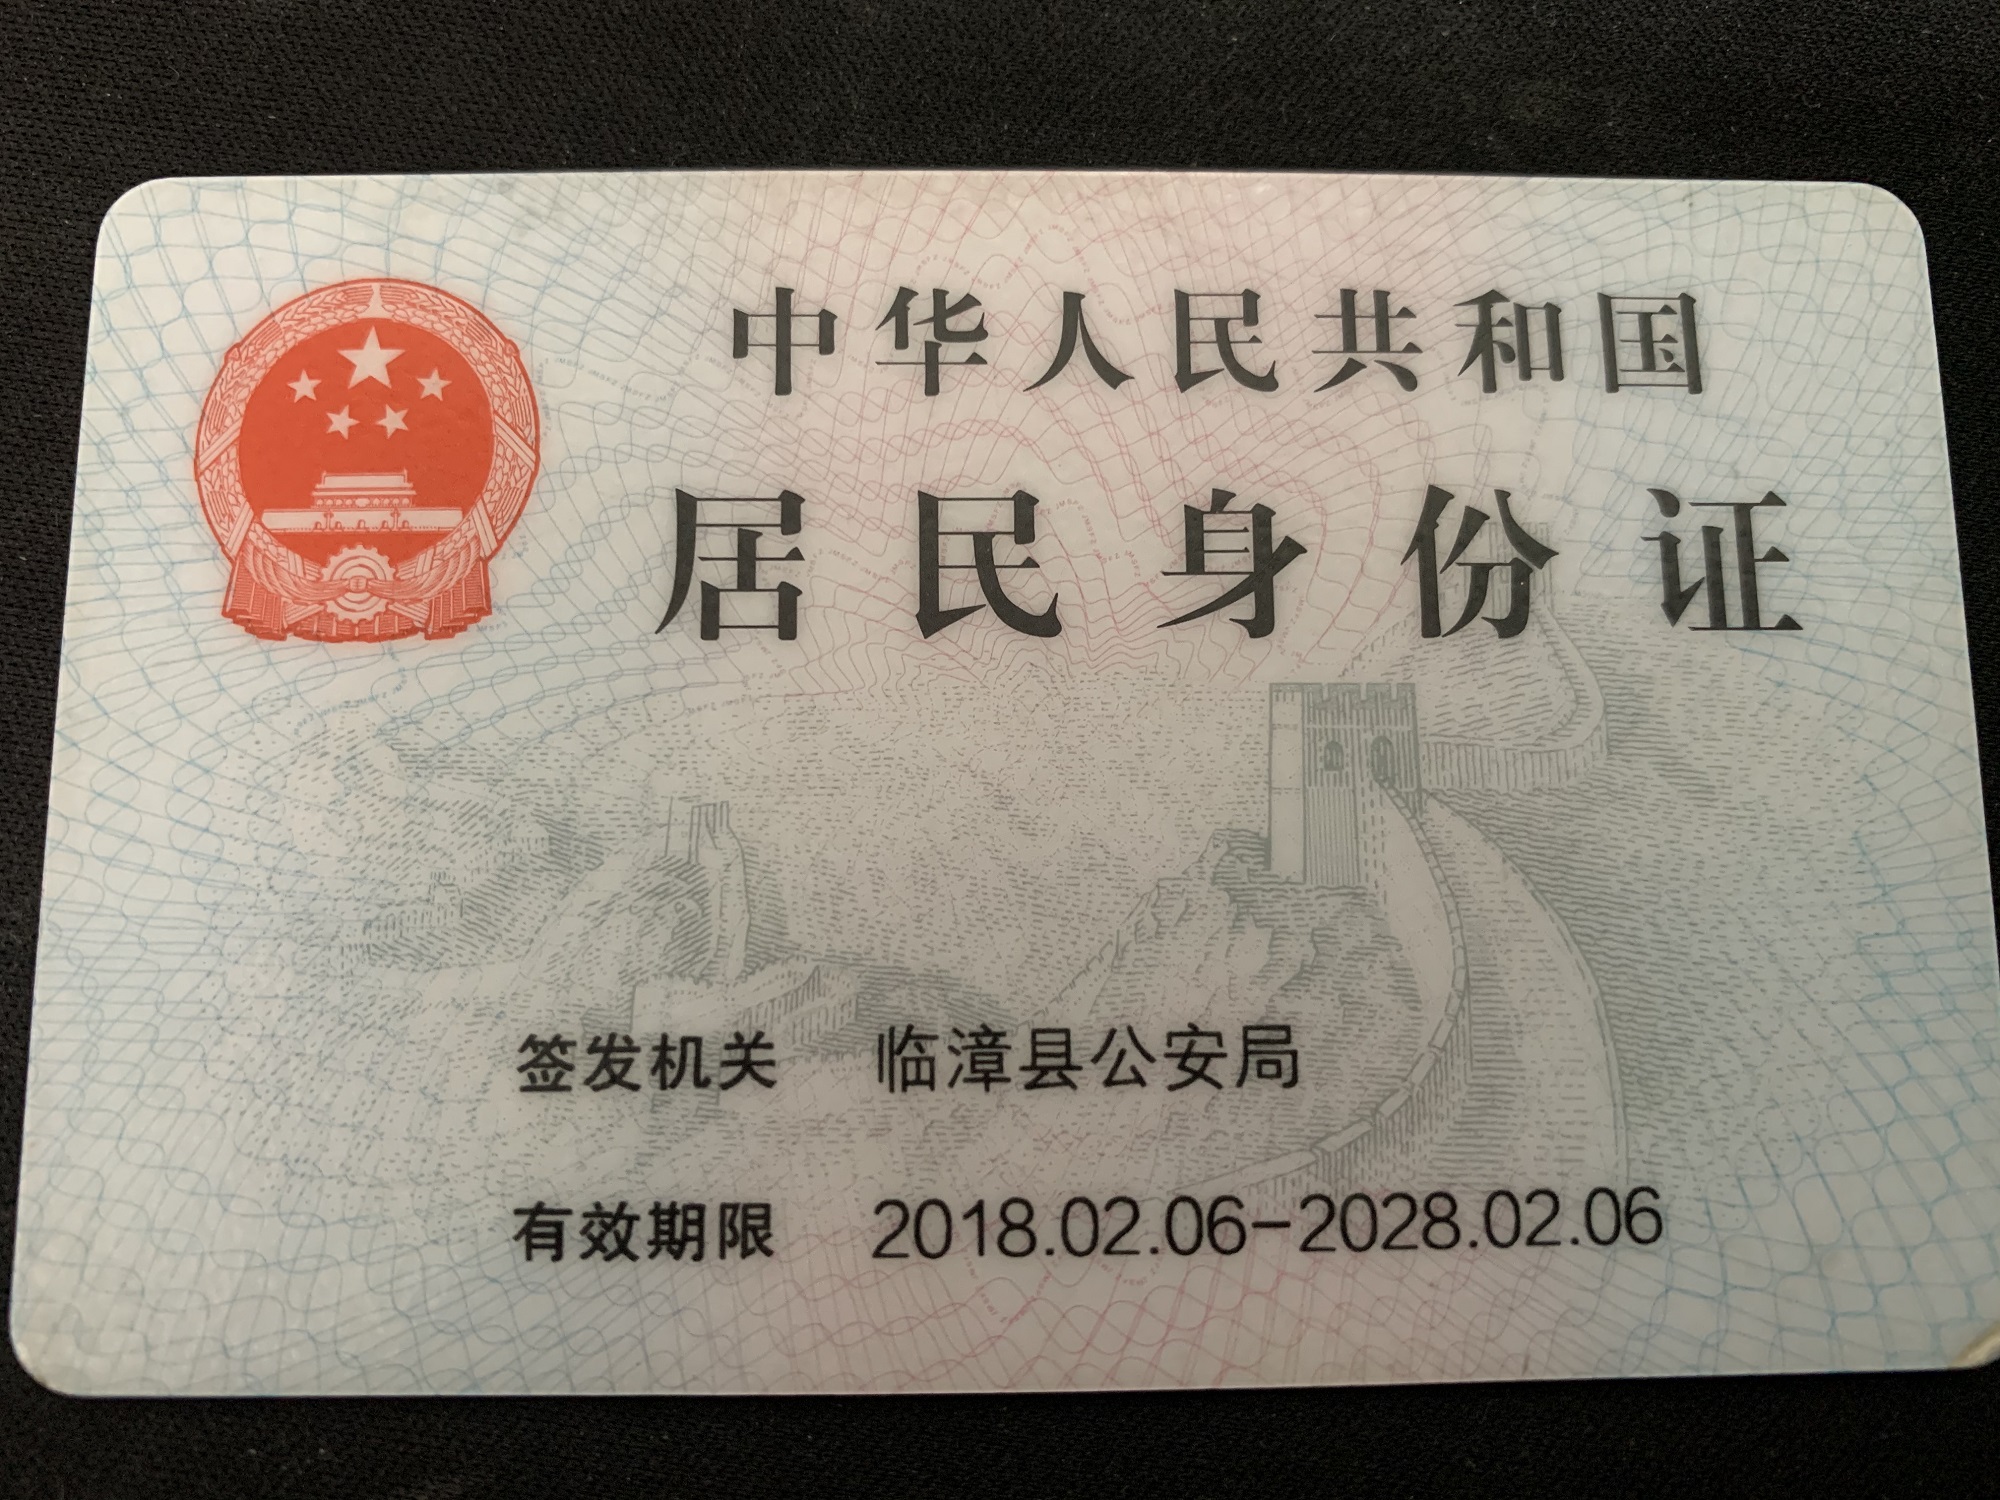 中华人民共和国
居民身份证
签发机关 临漳县公安局
有效期限 2018.02.06-2028.02.06